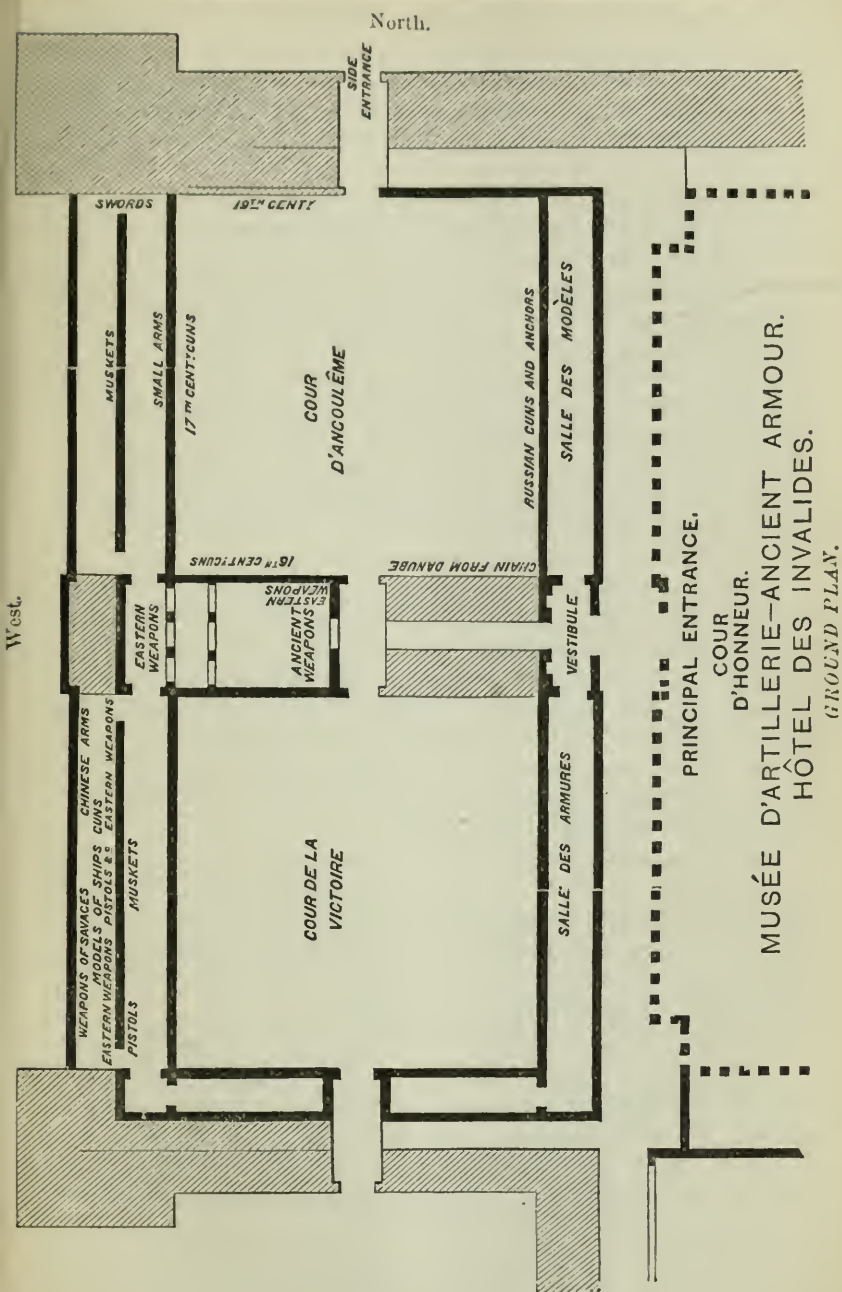 North.
West.
SIDE
ENTRANCE
SWORDS
19TH CENTY
MUSKETS
SMALL ARMS
17TH CENTY GUNS
COUR
D'ANGOULÊME
RUSSIAN GUNS AND ANCHORS
SALLE DES MODÈLES
16TH CENTY GUNS
CHAIN FROM DANUBE
EASTERN
WEAPONS
ANCIENT
WEAPONS
EASTERN
WEAPONS
VESTIBULE
WEAPONS OF SAVAGES CHINESE ARMS
MODELS OF SHIPS GUNS
EASTERN WEAPONS PISTOLS &c EASTERN WEAPONS
PISTOLS
MUSKETS
COUR DE LA
VICTOIRE
SALLE DES ARMURES
PRINCIPAL ENTRANCE.
COUR
D'HONNEUR.
MUSÉE D'ARTILLERIE–ANCIENT ARMOUR.
HÔTEL DES INVALIDES.
GROUND PLAN.